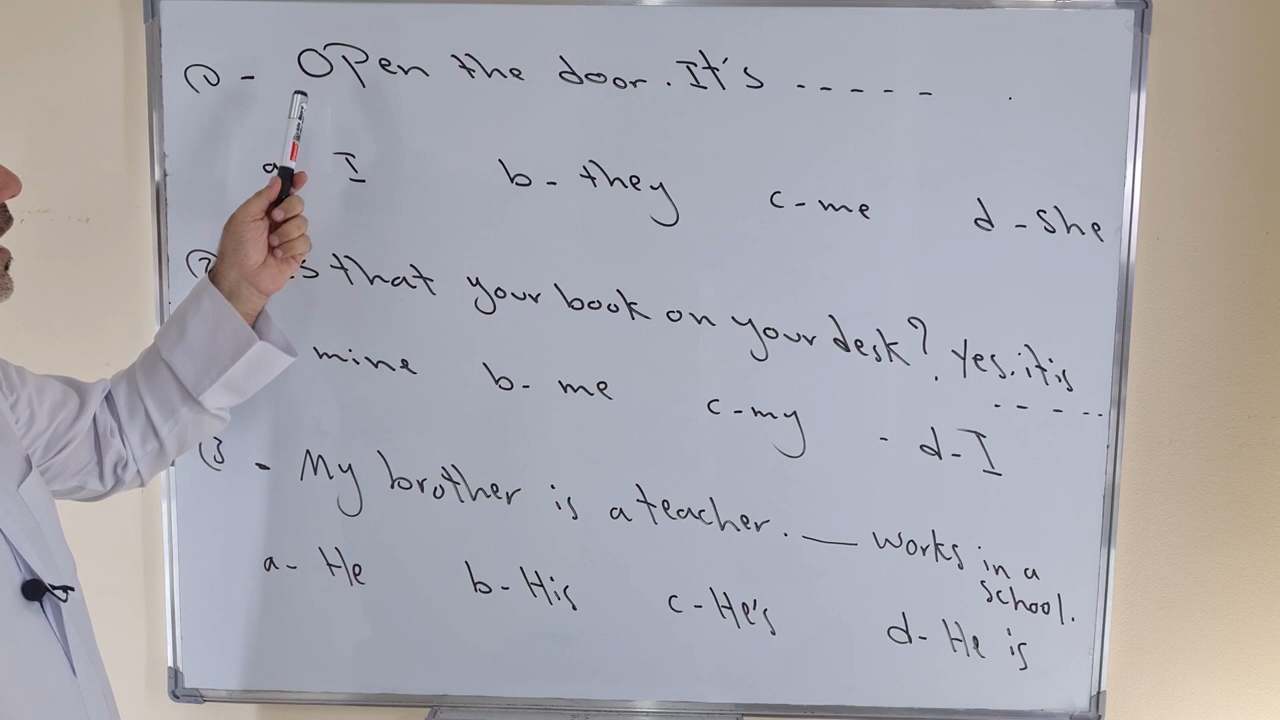 1 - Open the door. It's - - - - - .
a I b- they c- me d- she
2 s that your book on your desk? Yes. it is - - - - -
mine b- me c- my - d- I
3 - My brother is a teacher. __ works in a school.
a- He b- His c- He's d- He is